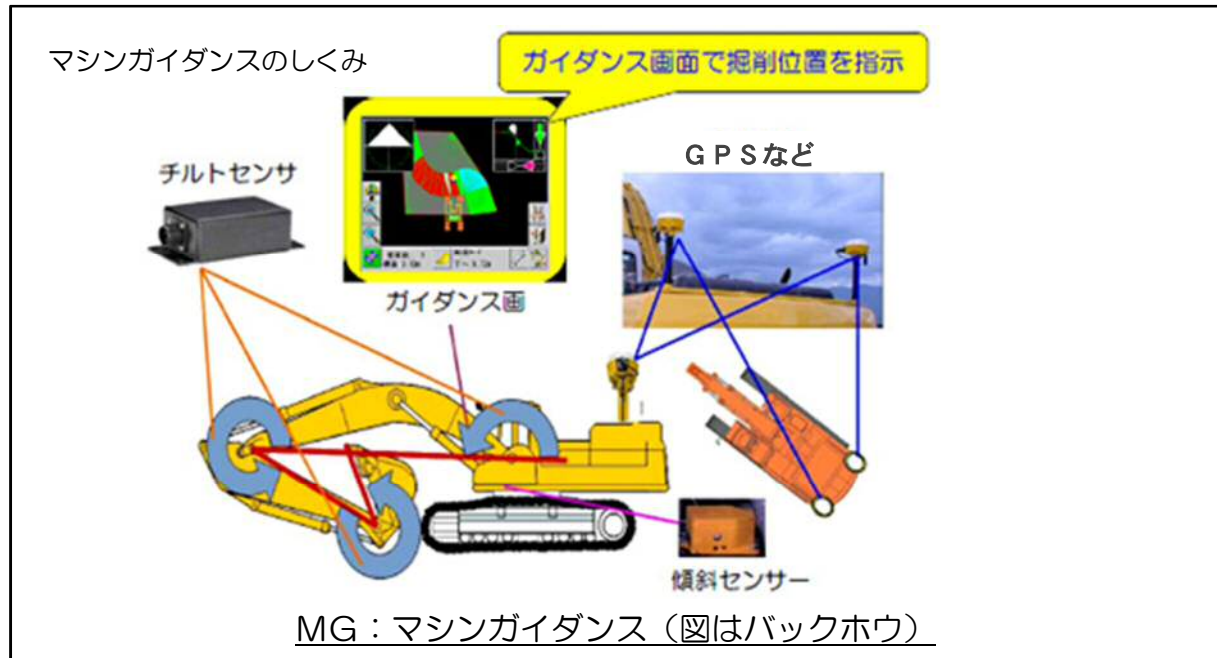 マシンガイダンスのしくみ
ガイダンス画面で掘削位置を指示
GPSなど
チルトセンサ
ガイダンス画
傾斜センサー
MG：マシンガイダンス（図はバックホウ）